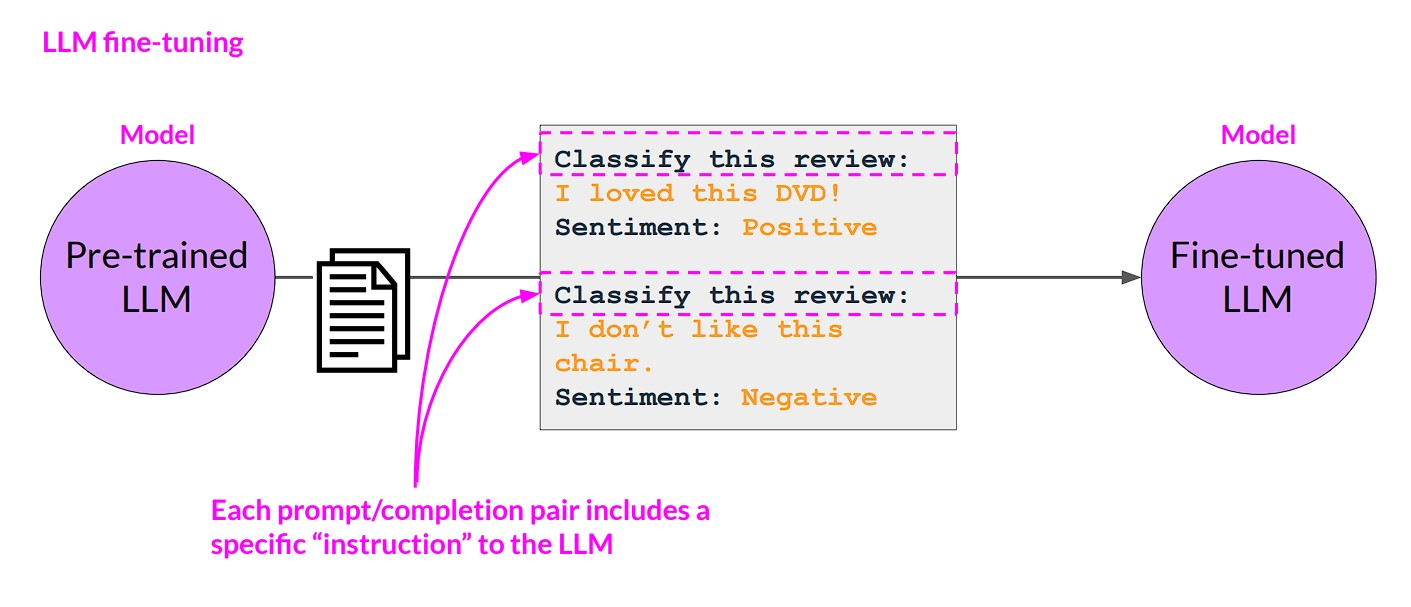 LLM fine-tuning
Model
Pre-trained
LLM
Classify this review:
I loved this DVD!
Sentiment: Positive
Classify this review:
I don’t like this
chair.
Sentiment: Negative
Each prompt/completion pair includes a
specific “instruction” to the LLM
Model
Fine-tuned
LLM